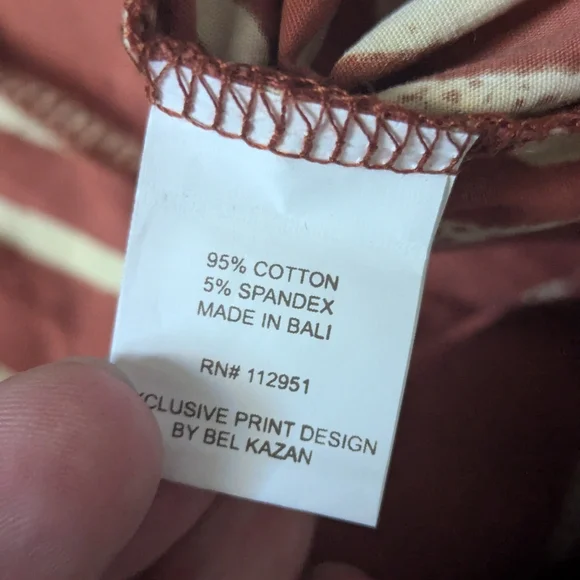 95% COTTON
5% SPANDEX
MADE IN BALI
RN# 112951
XCLUSIVE PRINT DESIGN
BY BEL KAZAN